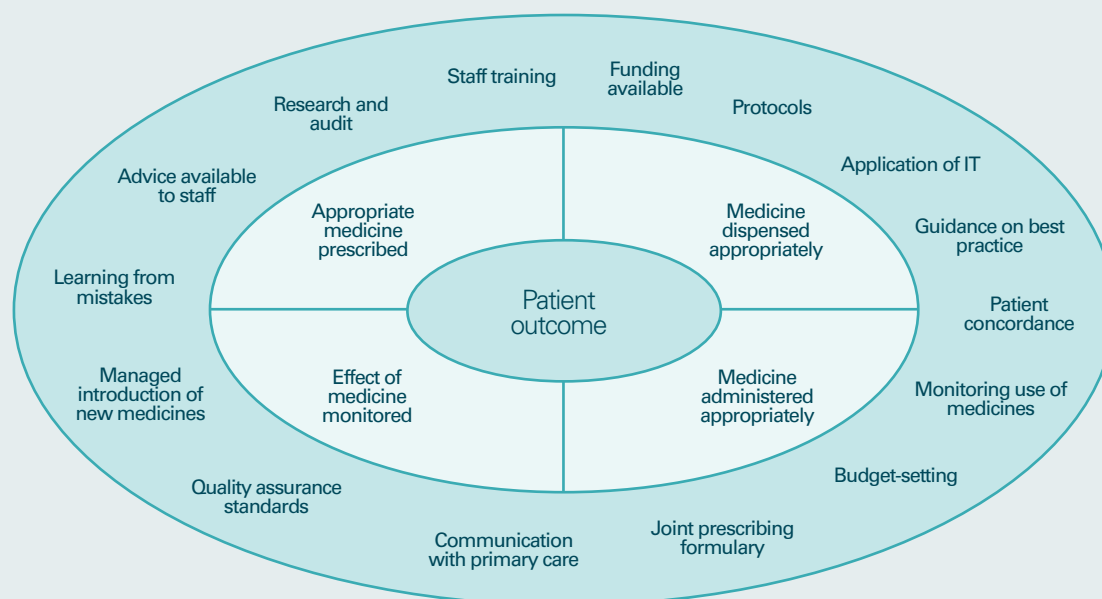 Staff training
Funding
available
Research and
audit
Protocols
Advice available
to staff
Application of IT
Appropriate
medicine
prescribed
Medicine
dispensed
appropriately
Guidance on best
practice
Learning from
mistakes
Patient
outcome
Patient
concordance
Managed
introduction of
new medicines
Effect of
medicine
monitored
Medicine
administered
appropriately
Monitoring use of
medicines
Quality assurance
standards
Budget-setting
Communication
with primary care
Joint prescribing
formulary